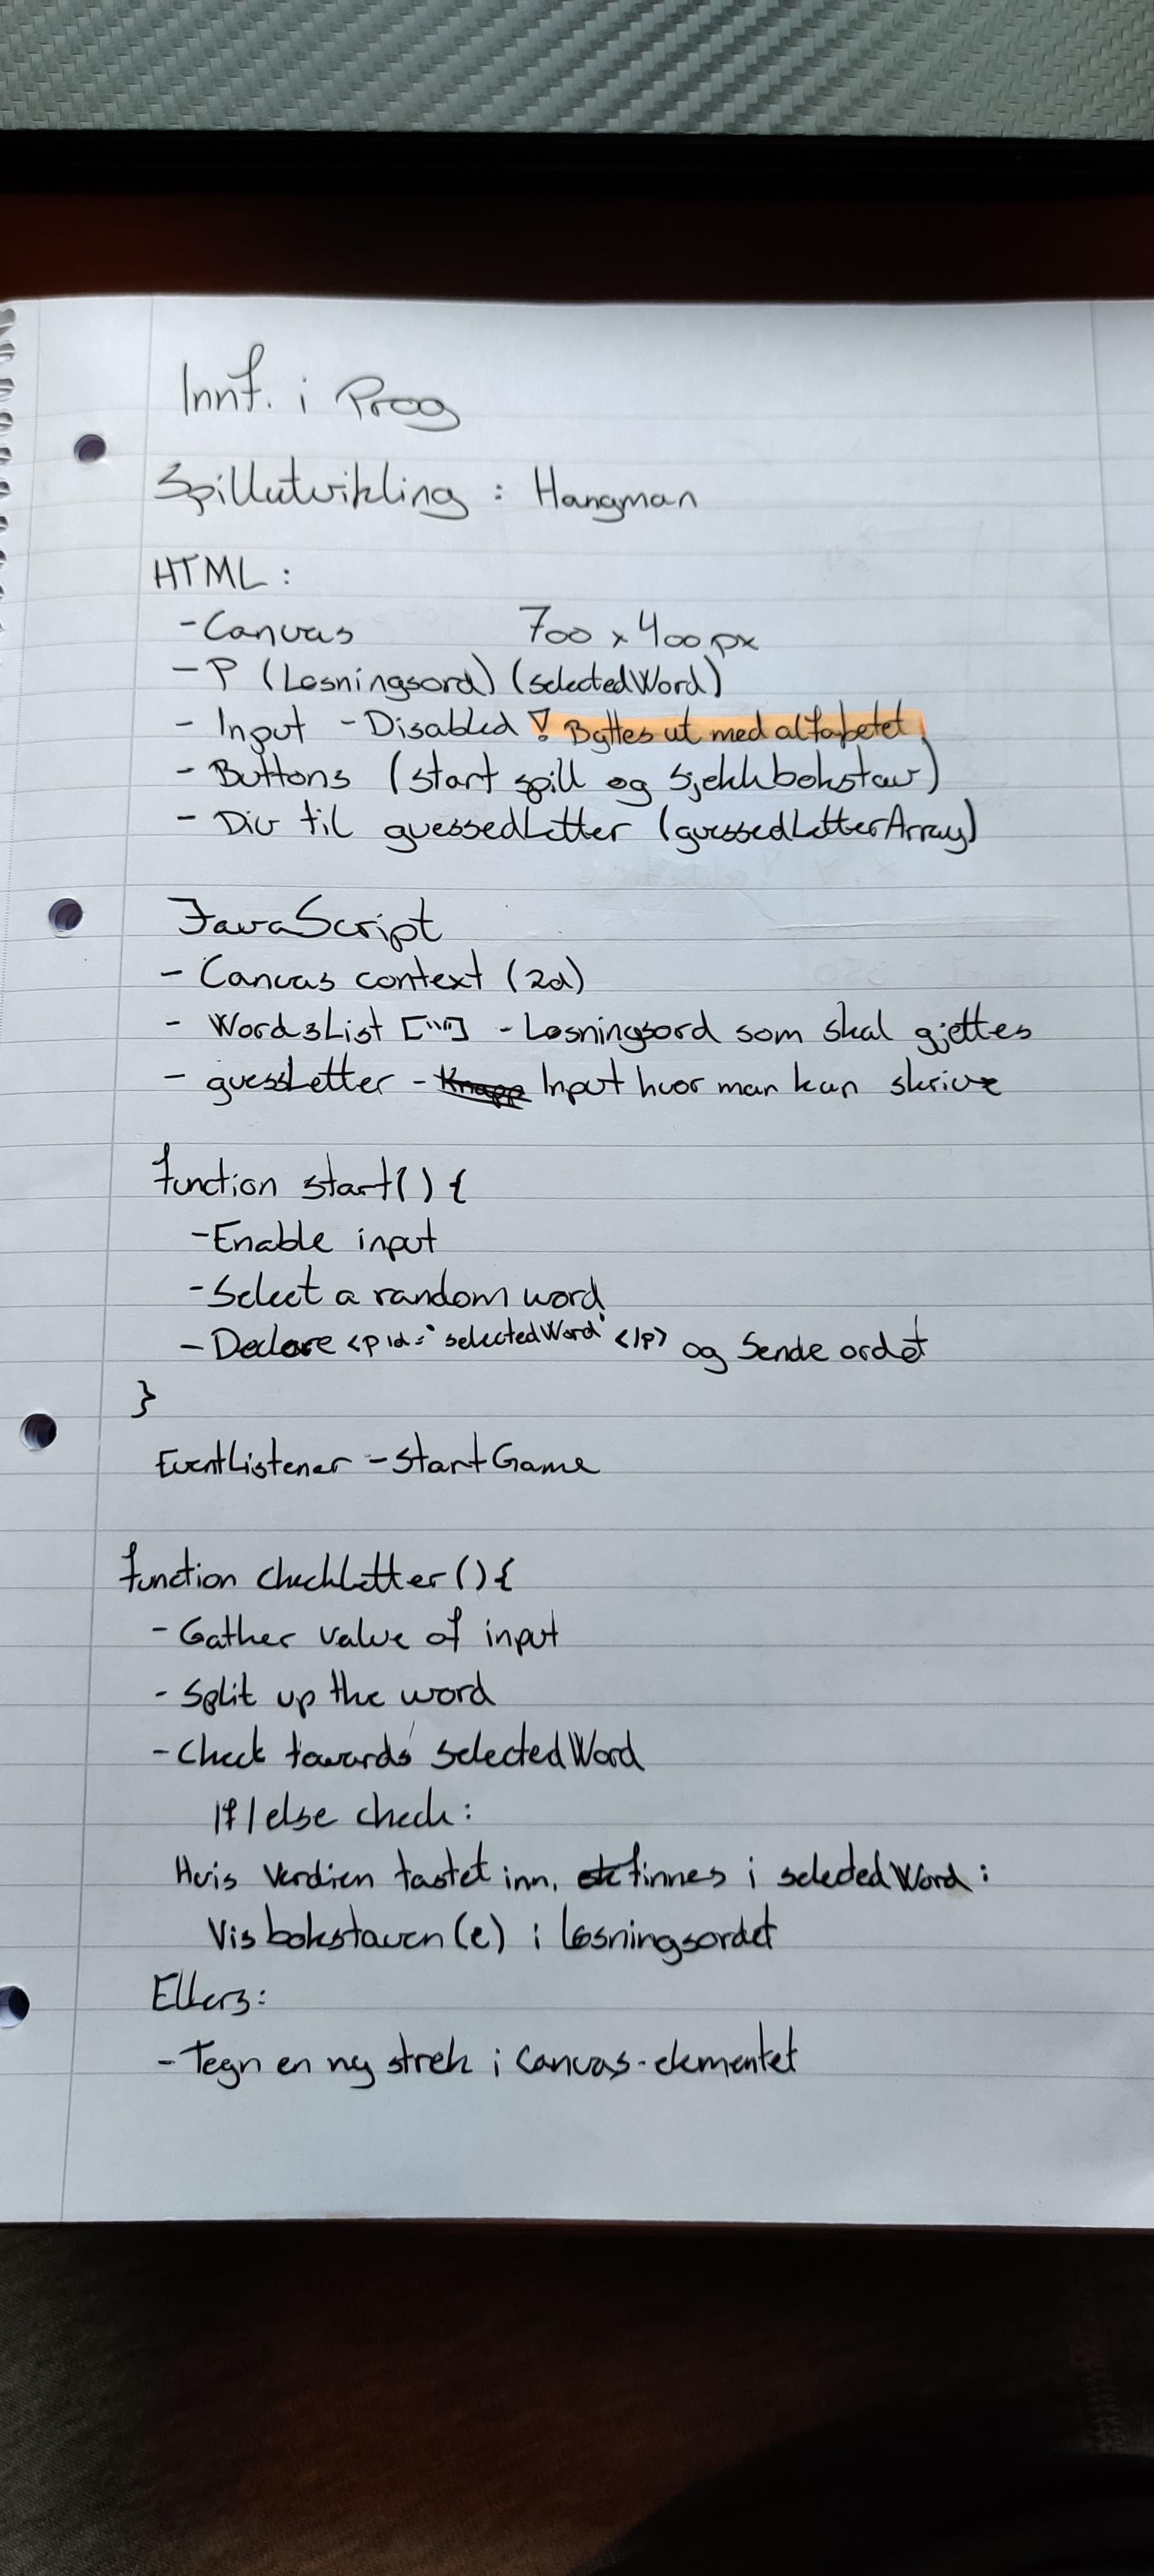 Innf. i Prog
Spillutvikling : Hangman
HTML :
- Canvas 700 x 400 px
- P (Løsningsord) (selectedWord)
- Input - Disabled ! Byttes ut med alfabetet
- Buttons (start spill og Sjekk bokstav)
- Div til guessedLetter (guessedLetterArray)
JavaScript
- Canvas context (2d)
- WordsList [""] - Løsningsord som skal gjettes
- guessLetter - Knapp Input hvor man kan skrive
function start() {
- Enable input
- Select a random word
- Declare <p id="selectedWord" </p> og Sende ordet
}
EventListener - StartGame
function checkLetter () {
- Gather value of input
- Split up the word
- Check towards selectedWord
If / else check :
Hvis verdien tastet inn, finnes i selectedWord :
Vis bokstaven (e) i løsningsordet
Ellers :
- Tegn en ny strek i Canvas-elementet